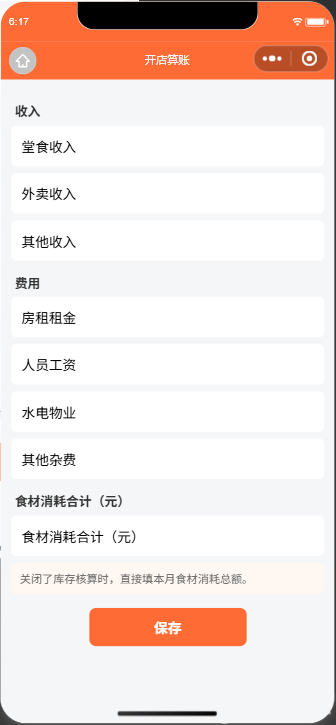 6:17
开店算账
收入
堂食收入
外卖收入
其他收入
费用
房租租金
人员工资
水电物业
其他杂费
食材消耗合计（元）
食材消耗合计（元）
关闭了库存核算时，直接填本月食材消耗总额。
保存